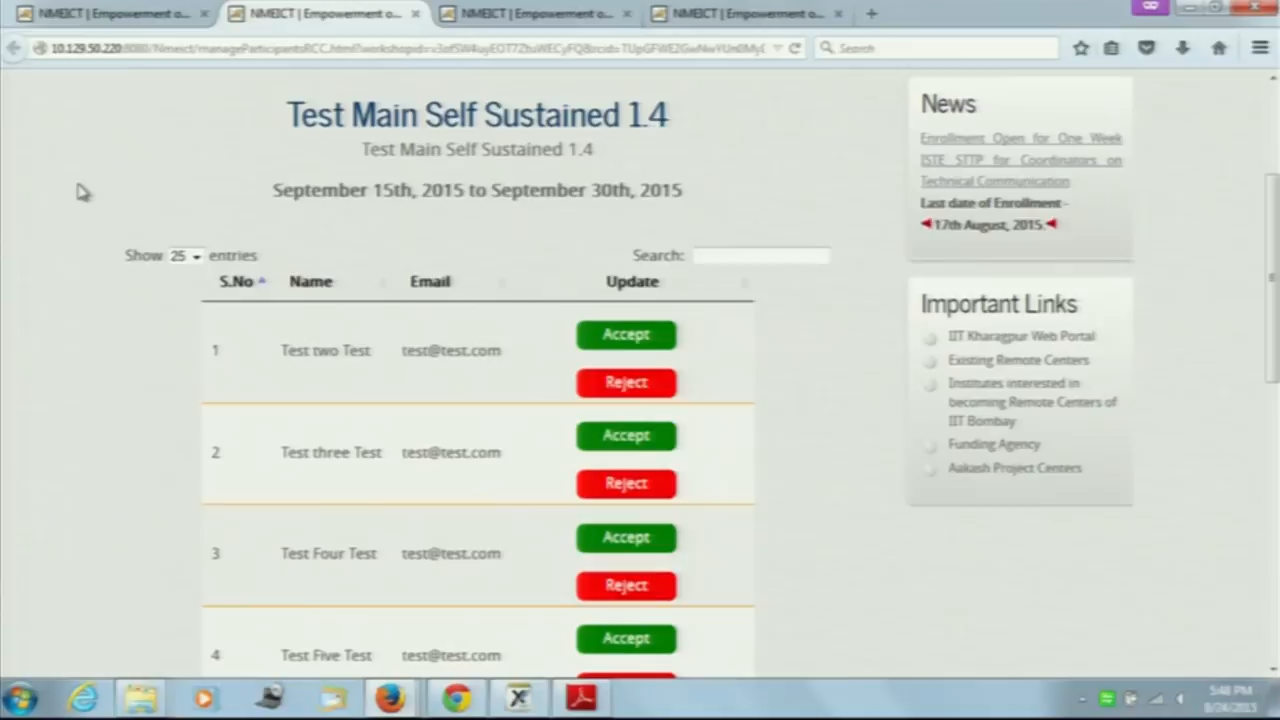 NMEICT | Empowerment o...
NMEICT | Empowerment o...
NMEICT | Empowerment o...
NMEICT | Empowerment o...
Search
Test Main Self Sustained 1.4
Test Main Self Sustained 1.4
September 15th, 2015 to September 30th, 2015
Show 25 entries
Search:
S.No Name Email Update
1 Test two Test test@test.com Accept
Reject
2 Test three Test test@test.com Accept
Reject
3 Test Four Test test@test.com Accept
Reject
4 Test Five Test test@test.com Accept
News
Enrollment Open for One Week
ISTE STTP for Coordinators on
Technical Communication
Last date of Enrollment -
17th August, 2015.
Important Links
IIT Kharagpur Web Portal
Existing Remote Centers
Institutes interested in
becoming Remote Centers of
IIT Bombay
Funding Agency
Aakash Project Centers
5:48 PM
8/24/2015